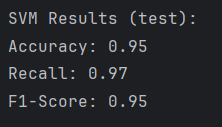 SVM Results (test):
Accuracy: 0.95
Recall: 0.97
F1-Score: 0.95